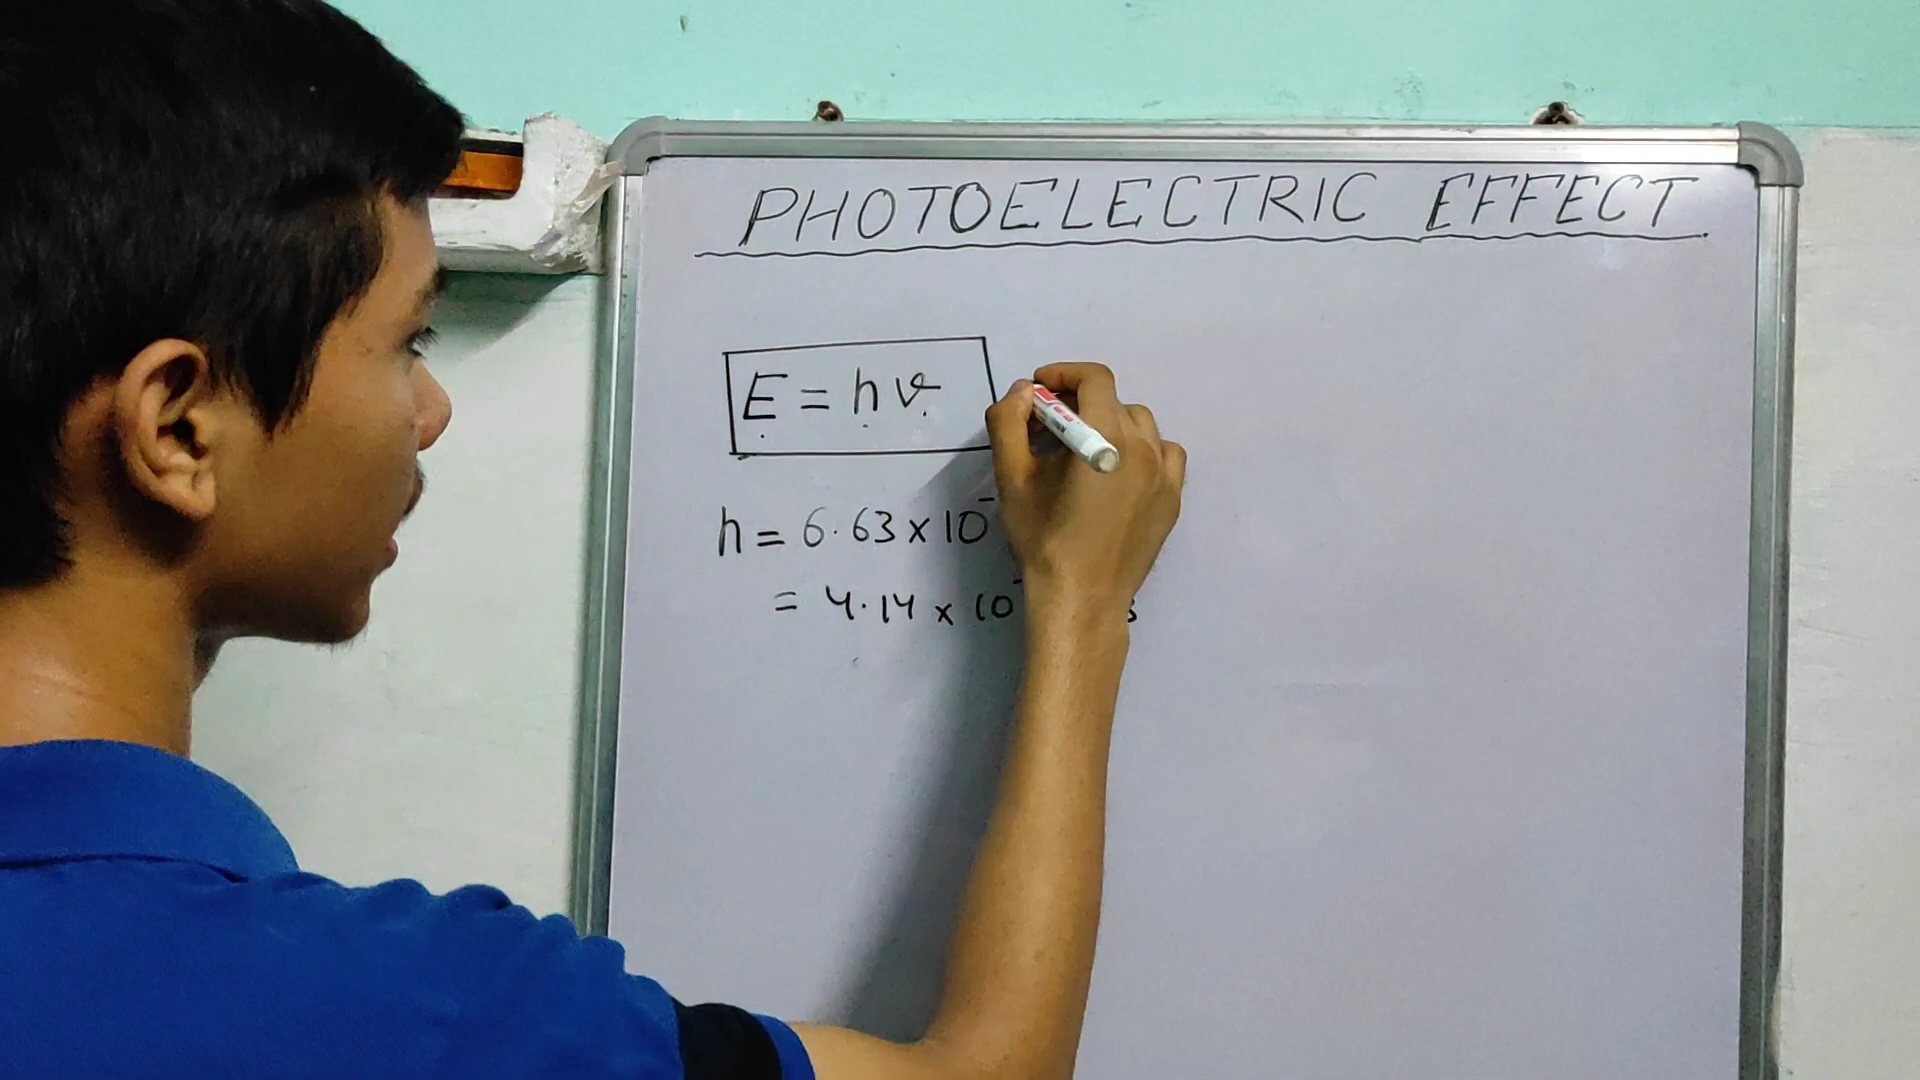 PHOTOELECTRIC EFFECT
E = hν
h = 6.63 × 10⁻
= 4.14 × 10⁻ s